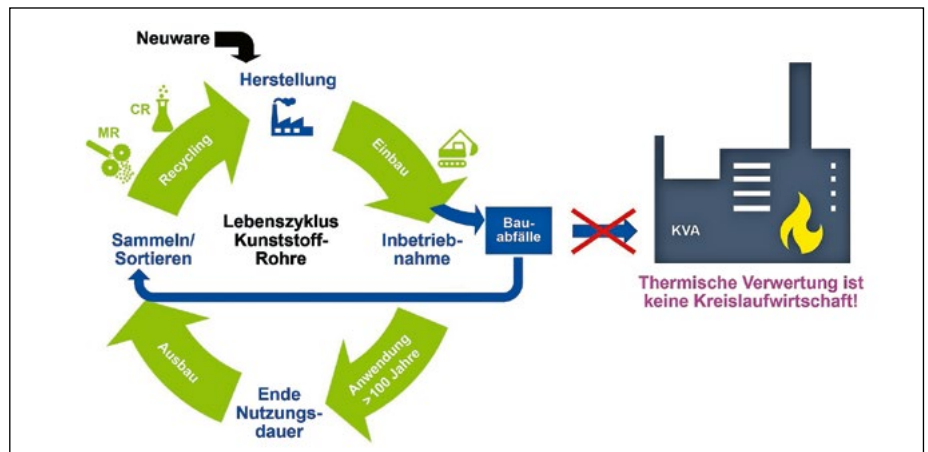 Neuware
Herstellung
CR
MR
Recycling
Einbau
Lebenszyklus
Kunststoff-
Rohre
Sammeln/
Sortieren
Inbetrieb-
nahme
Bau-
abfälle
KVA
Thermische Verwertung ist
keine Kreislaufwirtschaft!
Ausbau
Anwendung
>100 Jahre
Ende
Nutzungs-
dauer